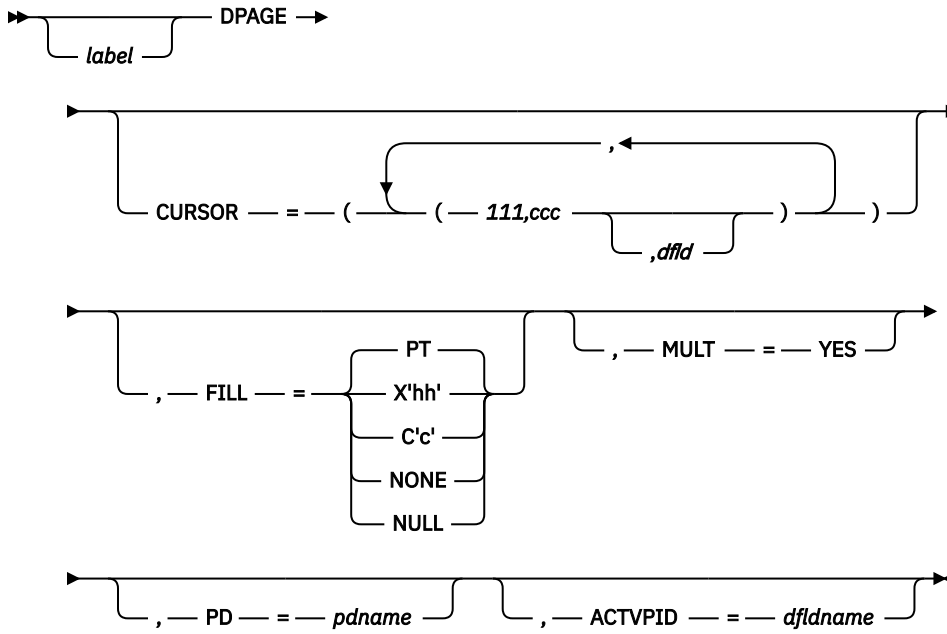 DPAGE
label
,
CURSOR = ( ( 111,ccc ) )
,dfld
PT
, MULT = YES
, FILL = X'hh'
C'c'
NONE
NULL
, PD = pdname , ACTVPID = dfldname